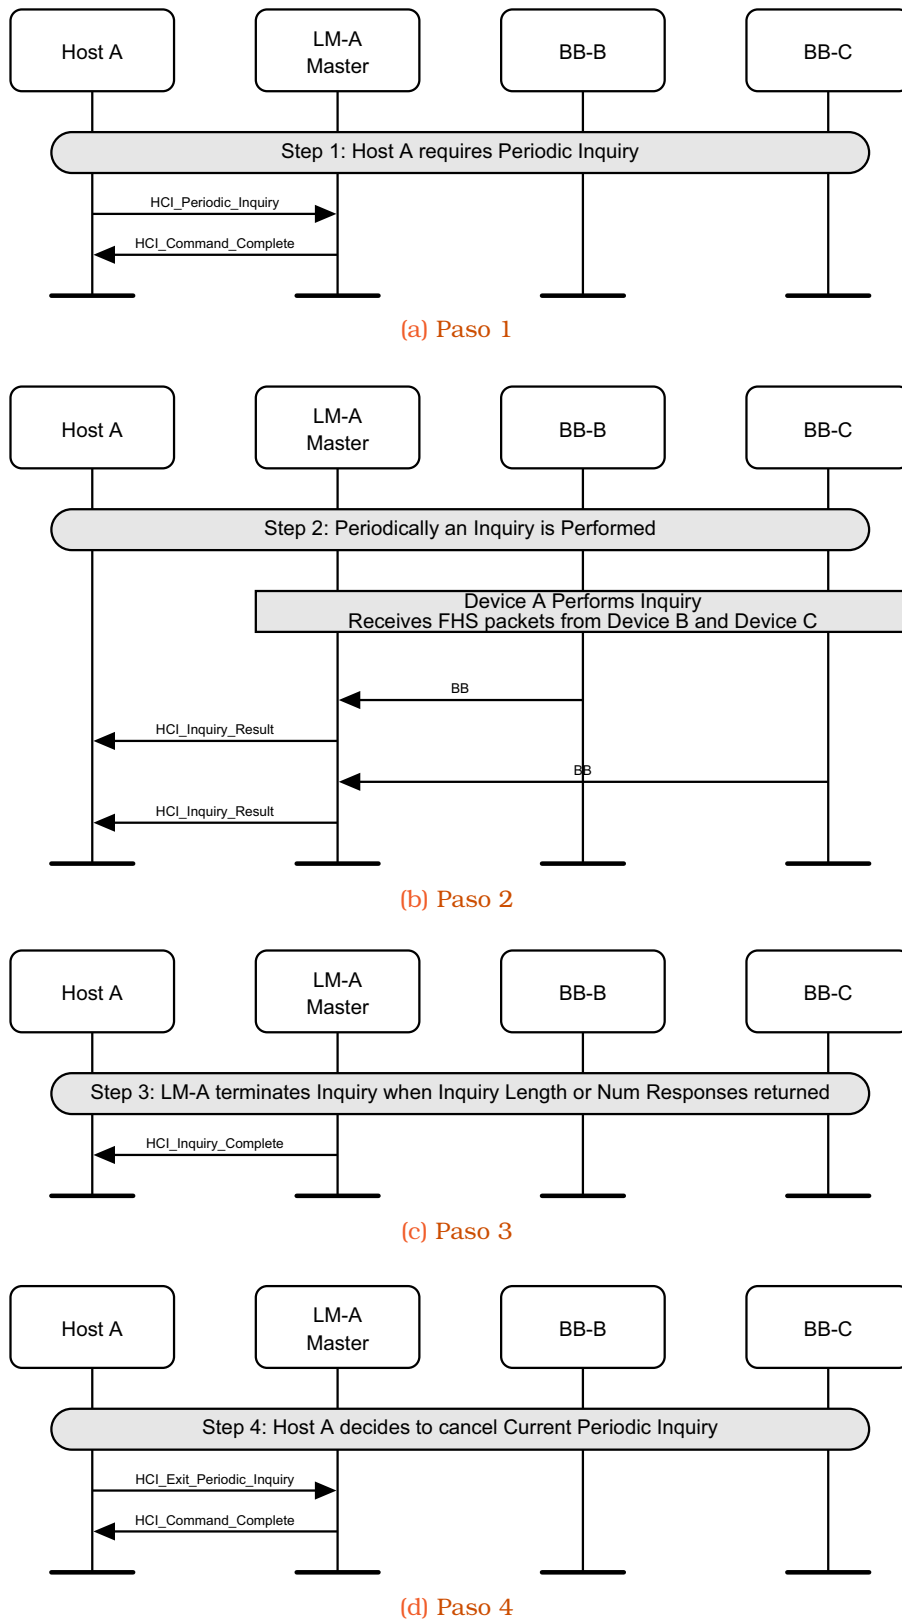 Host A
LM-A
Master
BB-B
BB-C
Step 1: Host A requires Periodic Inquiry
HCI_Periodic_Inquiry
HCI_Command_Complete
(a) Paso 1
Host A
LM-A
Master
BB-B
BB-C
Step 2: Periodically an Inquiry is Performed
Device A Performs Inquiry
Receives FHS packets from Device B and Device C
BB
HCI_Inquiry_Result
BB
HCI_Inquiry_Result
(b) Paso 2
Host A
LM-A
Master
BB-B
BB-C
Step 3: LM-A terminates Inquiry when Inquiry Length or Num Responses returned
HCI_Inquiry_Complete
(c) Paso 3
Host A
LM-A
Master
BB-B
BB-C
Step 4: Host A decides to cancel Current Periodic Inquiry
HCI_Exit_Periodic_Inquiry
HCI_Command_Complete
(d) Paso 4